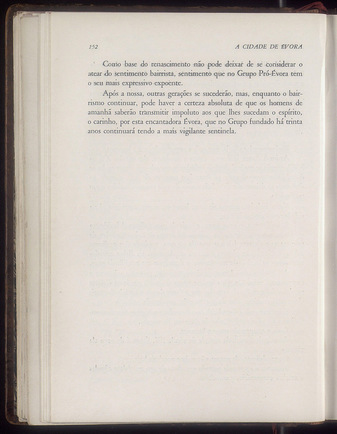 152 A CIDADE DE ÉVORA
Como base do renascimento não pode deixar de se considerar o
atear do sentimento bairrista, sentimento que no Grupo Pró-Évora tem
o seu mais expressivo expoente.
Após a nossa, outras gerações se sucederão, mas, enquanto o bair-
rismo continuar, pode haver a certeza absoluta de que os homens de
amanhã saberão transmitir impoluto aos que lhes sucedam o espírito,
o carinho, por esta encantadora Évora, que no Grupo fundado há trinta
anos continuará tendo a mais vigilante sentinela.